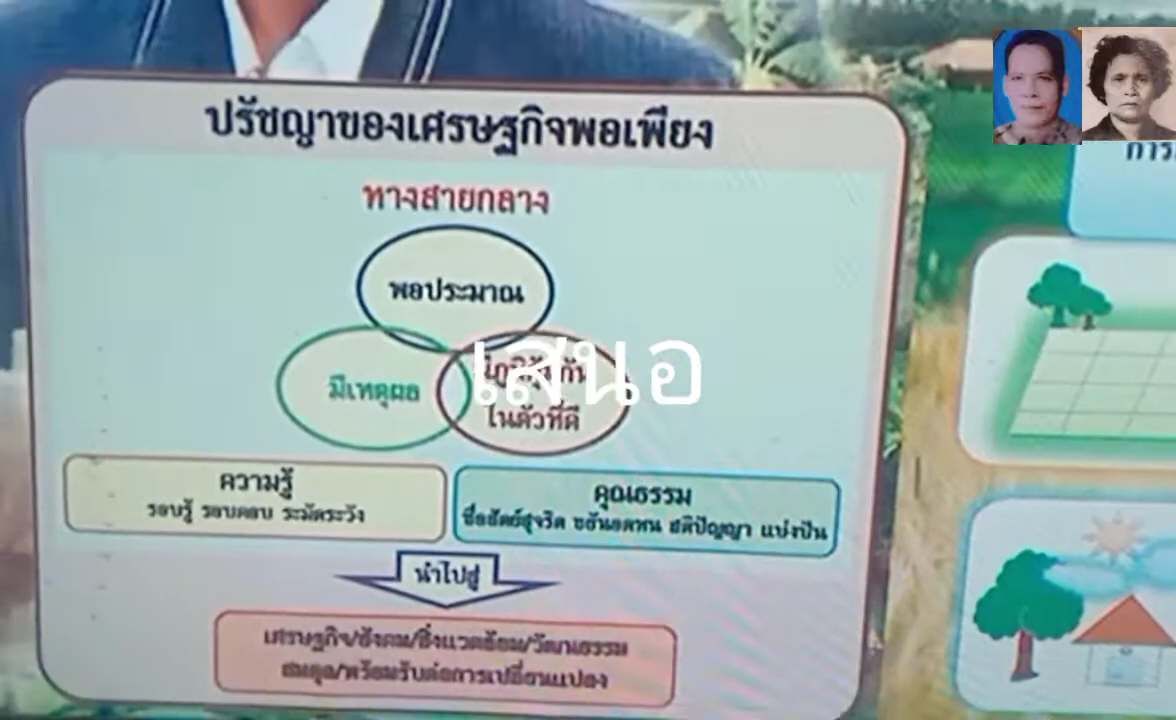 ปรัชญาของเศรษฐกิจพอเพียง
ทางสายกลาง
พอประมาณ
มีเหตุผล
มีภูมิคุ้มกัน
ในตัวที่ดี
เสนอ
ความรู้
รอบรู้ รอบคอบ ระมัดระวัง
คุณธรรม
ซื่อสัตย์สุจริต ขยันอดทน สติปัญญา แบ่งปัน
นำไปสู่
เศรษฐกิจ/สังคม/สิ่งแวดล้อม/วัฒนธรรม
สมดุล/พร้อมรับต่อการเปลี่ยนแปลง